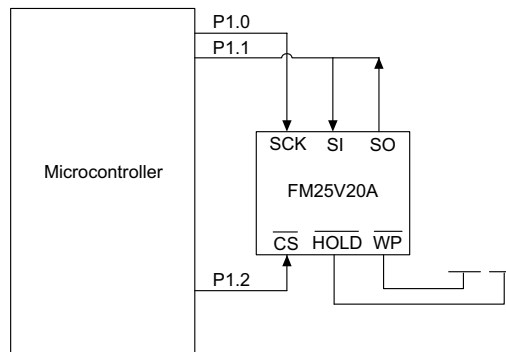 P1.0
P1.1
SCK SI SO
Microcontroller
FM25V20A
CS HOLD WP
P1.2